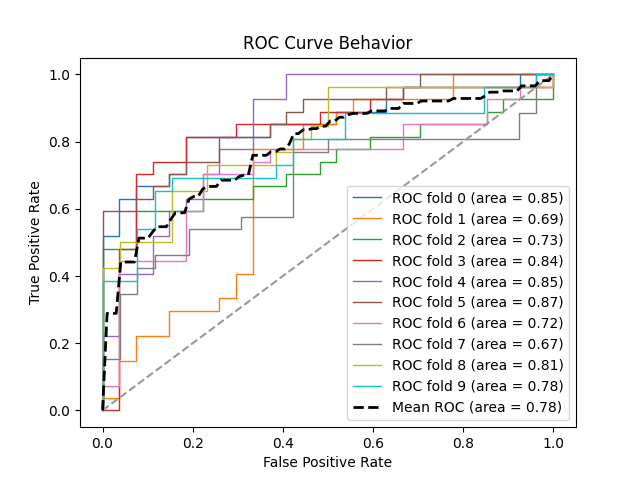 ROC Curve Behavior
True Positive Rate
1.0
0.8
0.6
0.4
0.2
0.0
ROC fold 0 (area = 0.85)
ROC fold 1 (area = 0.69)
ROC fold 2 (area = 0.73)
ROC fold 3 (area = 0.84)
ROC fold 4 (area = 0.85)
ROC fold 5 (area = 0.87)
ROC fold 6 (area = 0.72)
ROC fold 7 (area = 0.67)
ROC fold 8 (area = 0.81)
ROC fold 9 (area = 0.78)
Mean ROC (area = 0.78)
0.0 0.2 0.4 0.6 0.8 1.0
False Positive Rate